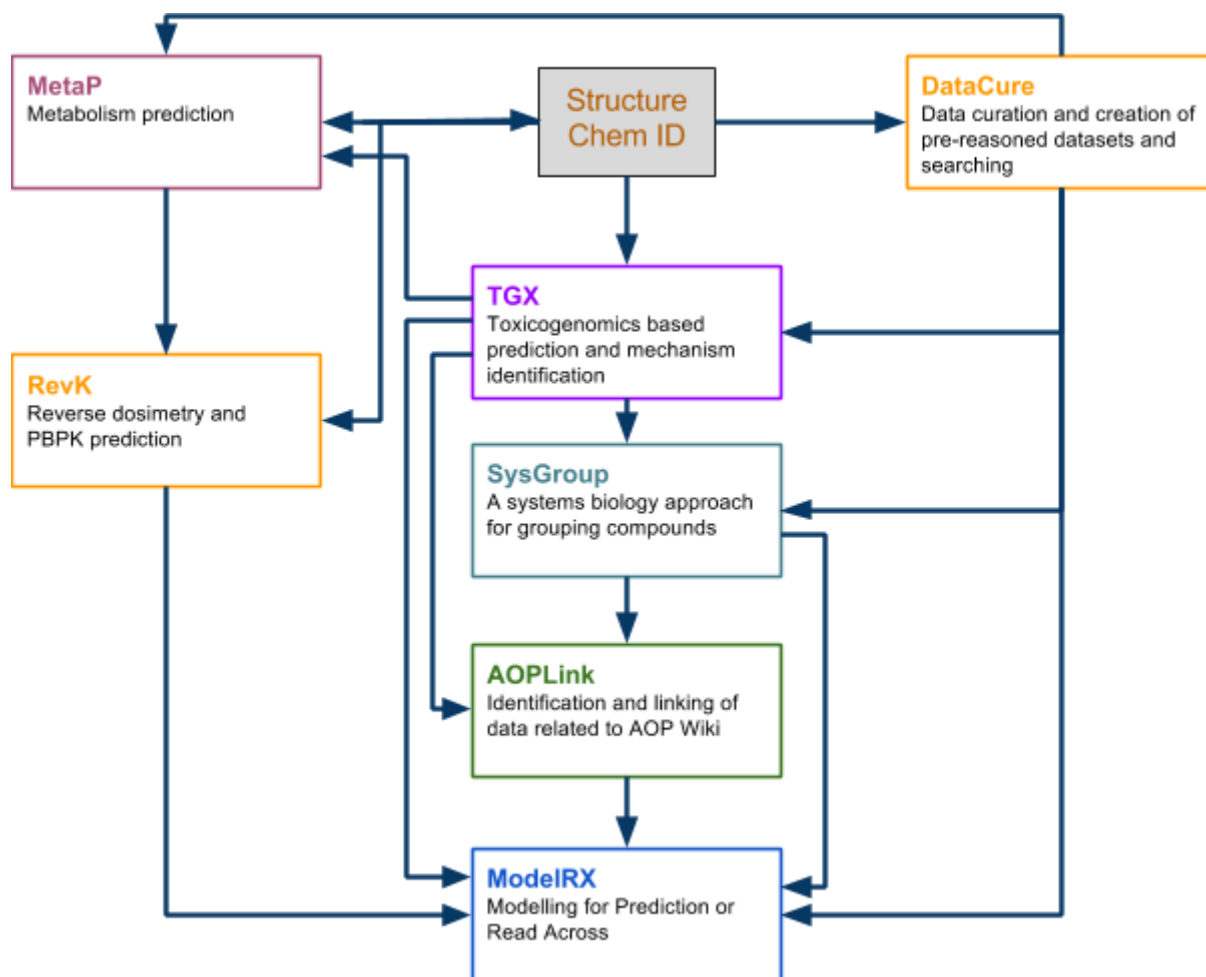 MetaP
Metabolism prediction
Structure
Chem ID
DataCure
Data curation and creation of
pre-reasoned datasets and
searching
TGX
Toxicogenomics based
prediction and mechanism
identification
RevK
Reverse dosimetry and
PBPK prediction
SysGroup
A systems biology approach
for grouping compounds
AOPLink
Identification and linking of
data related to AOP Wiki
ModelRX
Modelling for Prediction or
Read Across